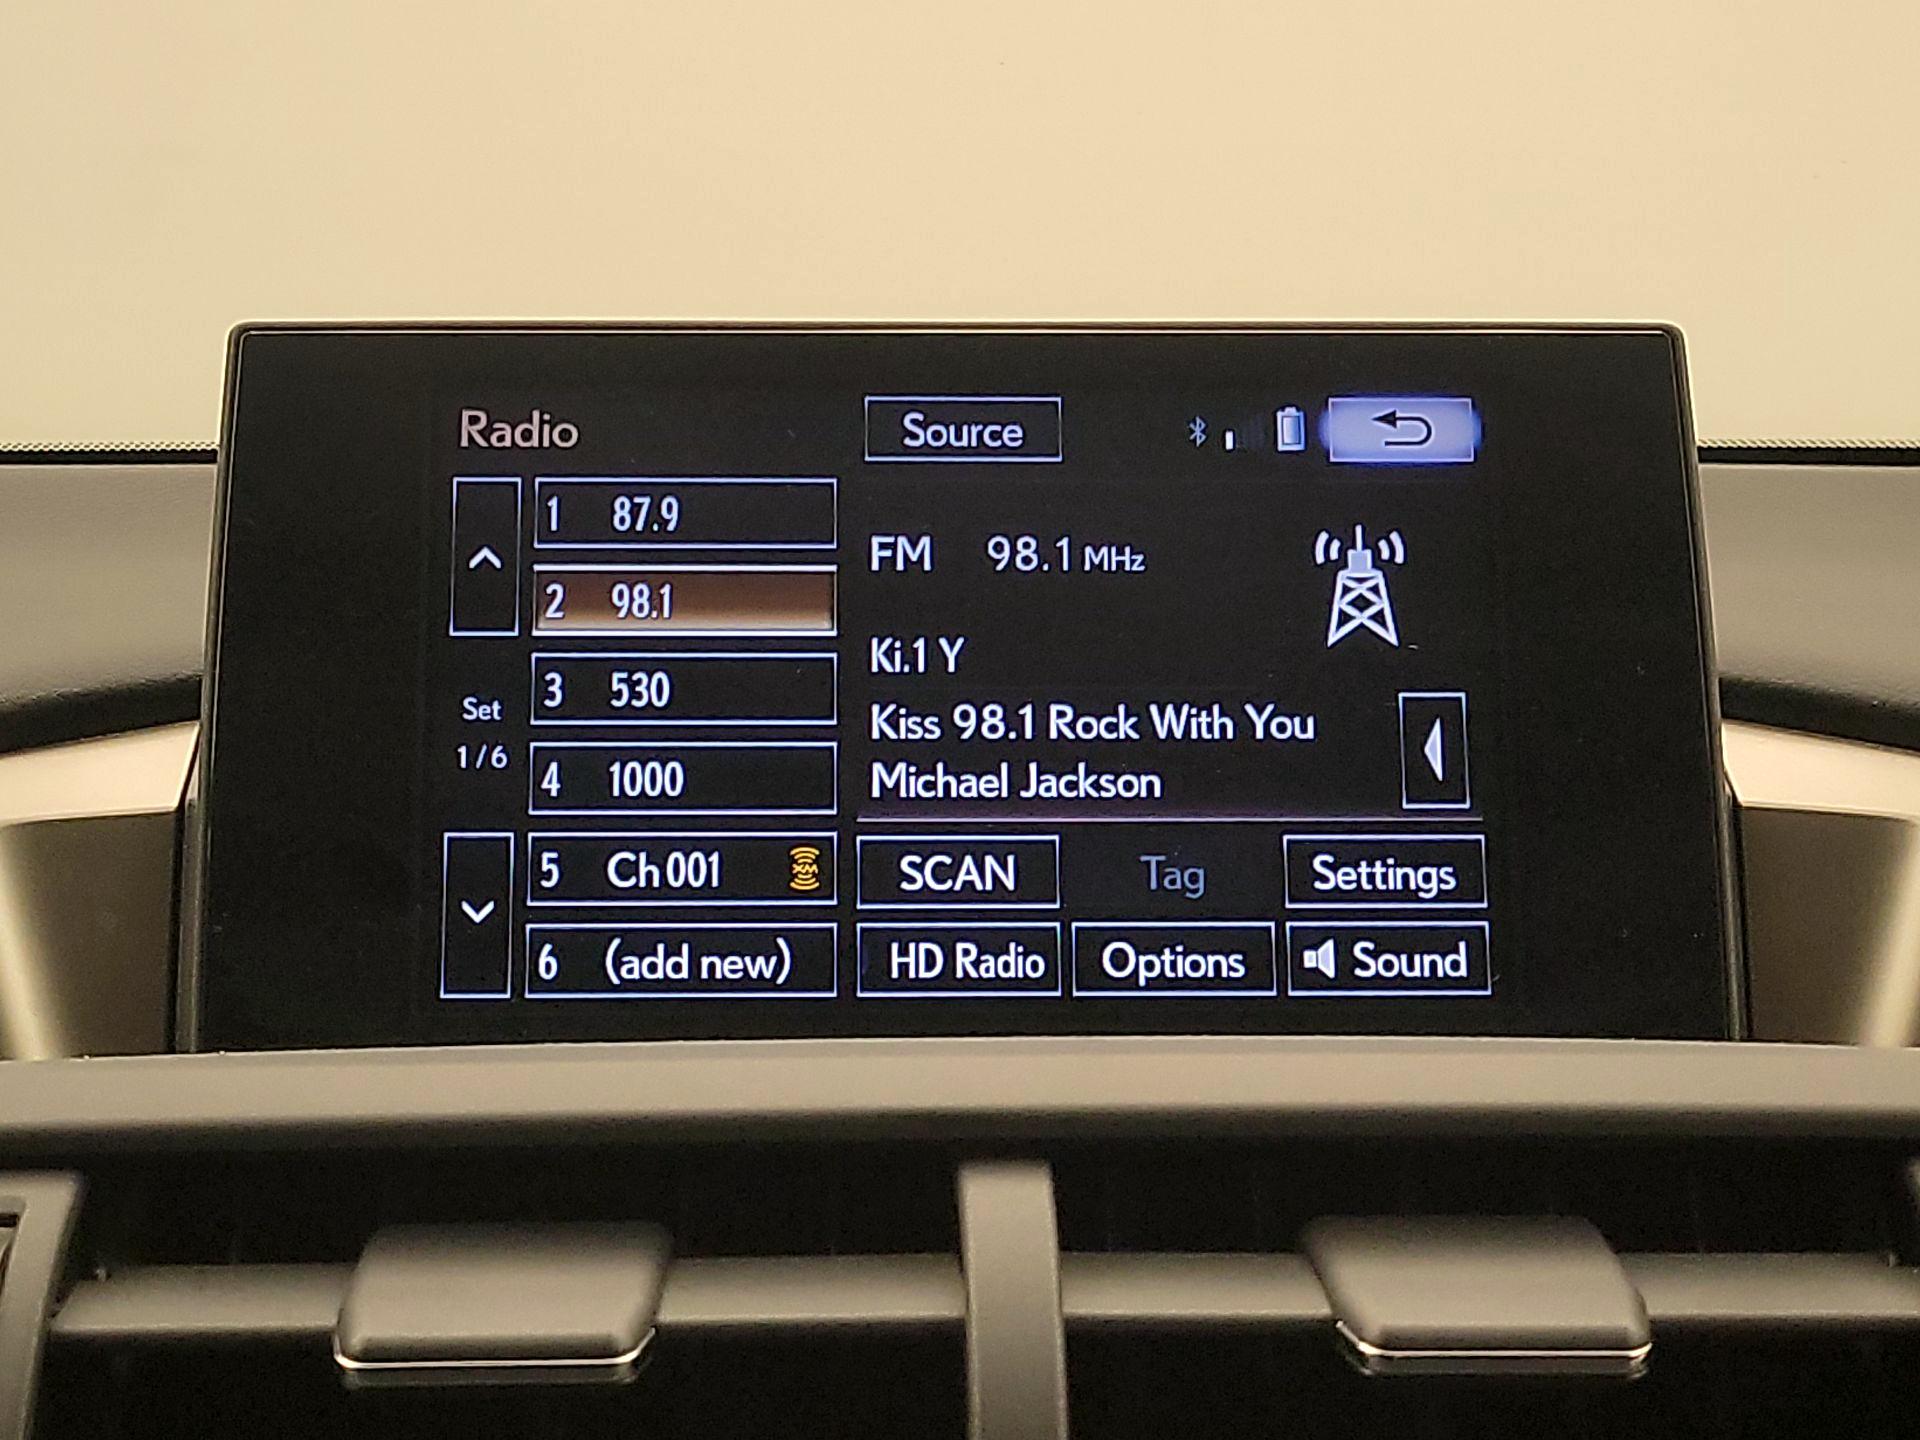 Radio
Source
1 87.9
2 98.1
3 530
4 1000
5 Ch 001 XM
6 (add new)
Set
1/6
FM 98.1 MHz
Ki.1 Y
Kiss 98.1 Rock With You
Michael Jackson
SCAN
Tag
Settings
HD Radio
Options
Sound